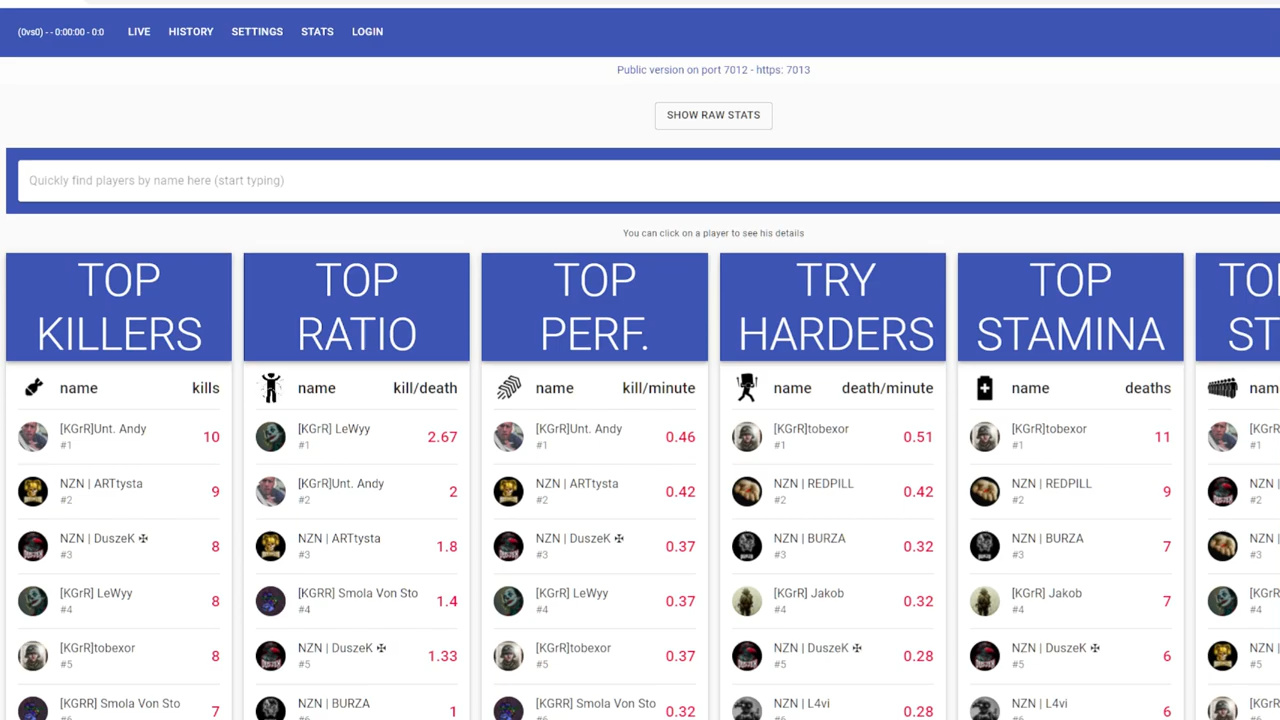 (0vs0) - - 0:00:00 - 0:0 LIVE HISTORY SETTINGS STATS LOGIN
Public version on port 7012 - https: 7013
SHOW RAW STATS
Quickly find players by name here (start typing)
You can click on a player to see his details
TOP
KILLERS
name kills
[KGrR]Unt. Andy 10
#1
NZN | ARTtysta 9
#2
NZN | DuszeK ✠ 8
#3
[KGrR] LeWyy 8
#4
[KGrR]tobexor 8
#5
[KGRR] Smola Von Sto 7
TOP
RATIO
name kill/death
[KGrR] LeWyy 2.67
#1
[KGrR]Unt. Andy 2
#2
NZN | ARTtysta 1.8
#3
[KGRR] Smola Von Sto 1.4
#4
NZN | DuszeK ✠ 1.33
#5
NZN | BURZA 1
TOP
PERF.
name kill/minute
[KGrR]Unt. Andy 0.46
#1
NZN | ARTtysta 0.42
#2
NZN | DuszeK ✠ 0.37
#3
[KGrR] LeWyy 0.37
#4
[KGrR]tobexor 0.37
#5
[KGRR] Smola Von Sto 0.32
TRY
HARDERS
name death/minute
[KGrR]tobexor 0.51
#1
NZN | REDPILL 0.42
#2
NZN | BURZA 0.32
#3
[KGrR] Jakob 0.32
#4
NZN | DuszeK ✠ 0.28
#5
NZN | L4vi 0.28
TOP
STAMINA
name deaths
[KGrR]tobexor 11
#1
NZN | REDPILL 9
#2
NZN | BURZA 7
#3
[KGrR] Jakob 7
#4
NZN | DuszeK ✠ 6
#5
NZN | L4vi 6
#1
NZN |
#2
NZN |
#3
#4
NZN |
#5